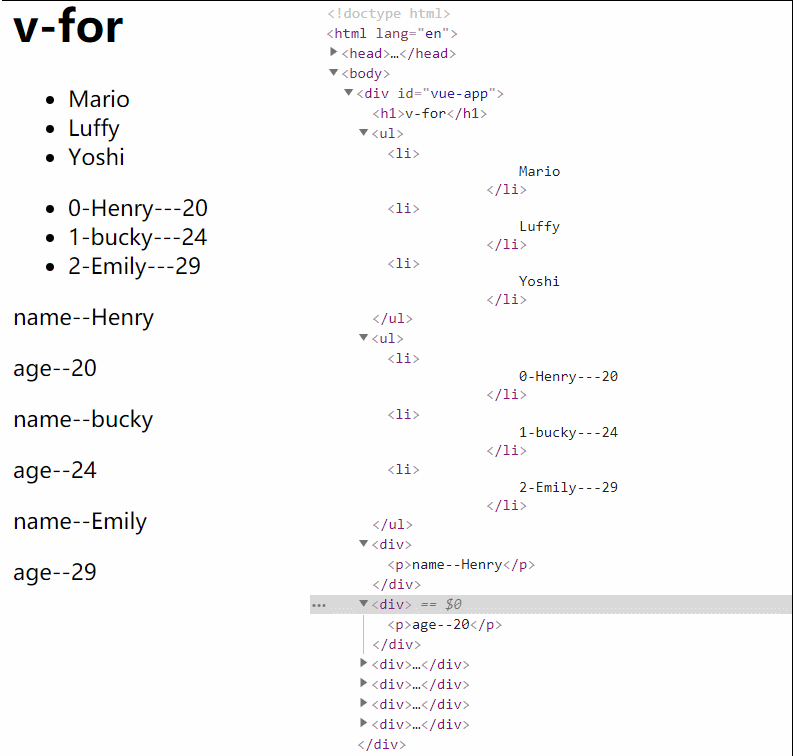 v-for
Mario
Luffy
Yoshi
0-Henry---20
1-bucky---24
2-Emily---29
name--Henry
age--20
name--bucky
age--24
name--Emily
age--29
<!doctype html>
<html lang="en">
<head>…</head>
<body>
<div id="vue-app">
<h1>v-for</h1>
<ul>
<li>
Mario
</li>
<li>
Luffy
</li>
<li>
Yoshi
</li>
</ul>
<ul>
<li>
0-Henry---20
</li>
<li>
1-bucky---24
</li>
<li>
2-Emily---29
</li>
</ul>
<div>
<p>name--Henry</p>
</div>
<div> == $0
<p>age--20</p>
</div>
<div>…</div>
<div>…</div>
<div>…</div>
<div>…</div>
</div>